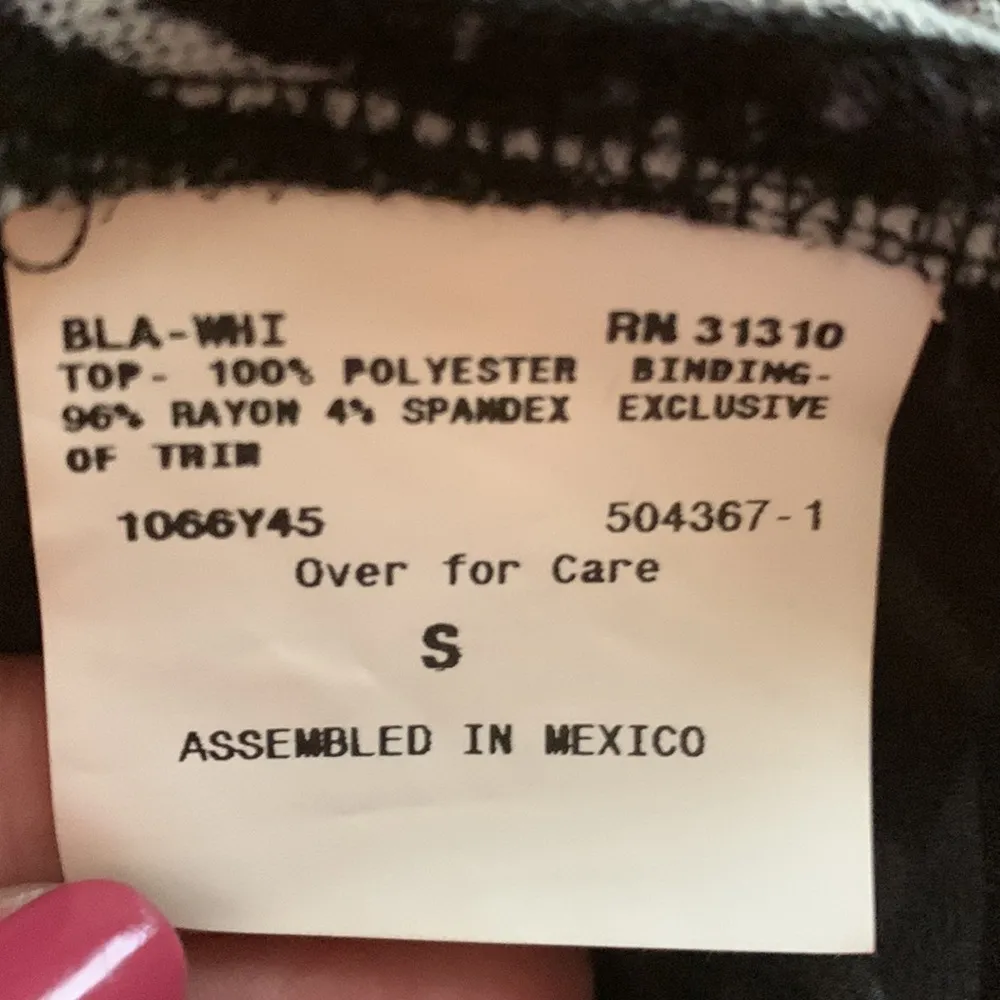 BLA-WHI RN 31310
TOP- 100% POLYESTER BINDING-
96% RAYON 4% SPANDEX EXCLUSIVE
OF TRIM
1066Y45 504367-1
Over for Care
S
ASSEMBLED IN MEXICO